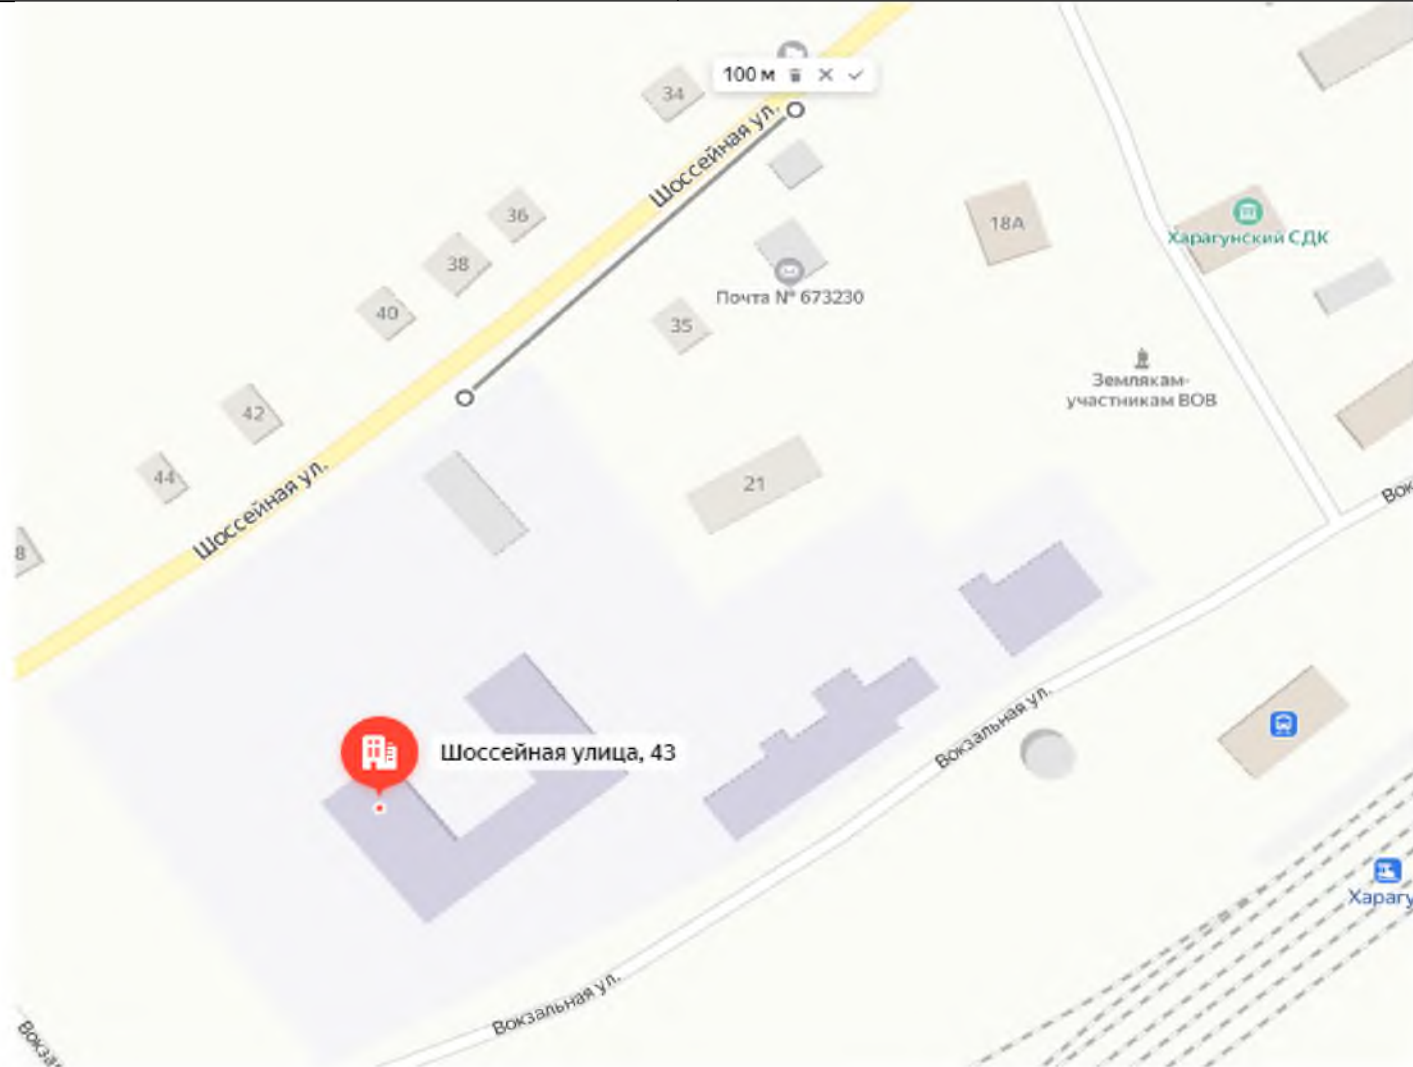 100 м
34
Шоссейная ул.
36
18А
Харагунский СДК
38
Почта № 673230
40
35
Землякам-
участникам ВОВ
42
44
21
Шоссейная ул.
8
Шоссейная улица, 43
Вокзальная ул.
Вокзальная ул.